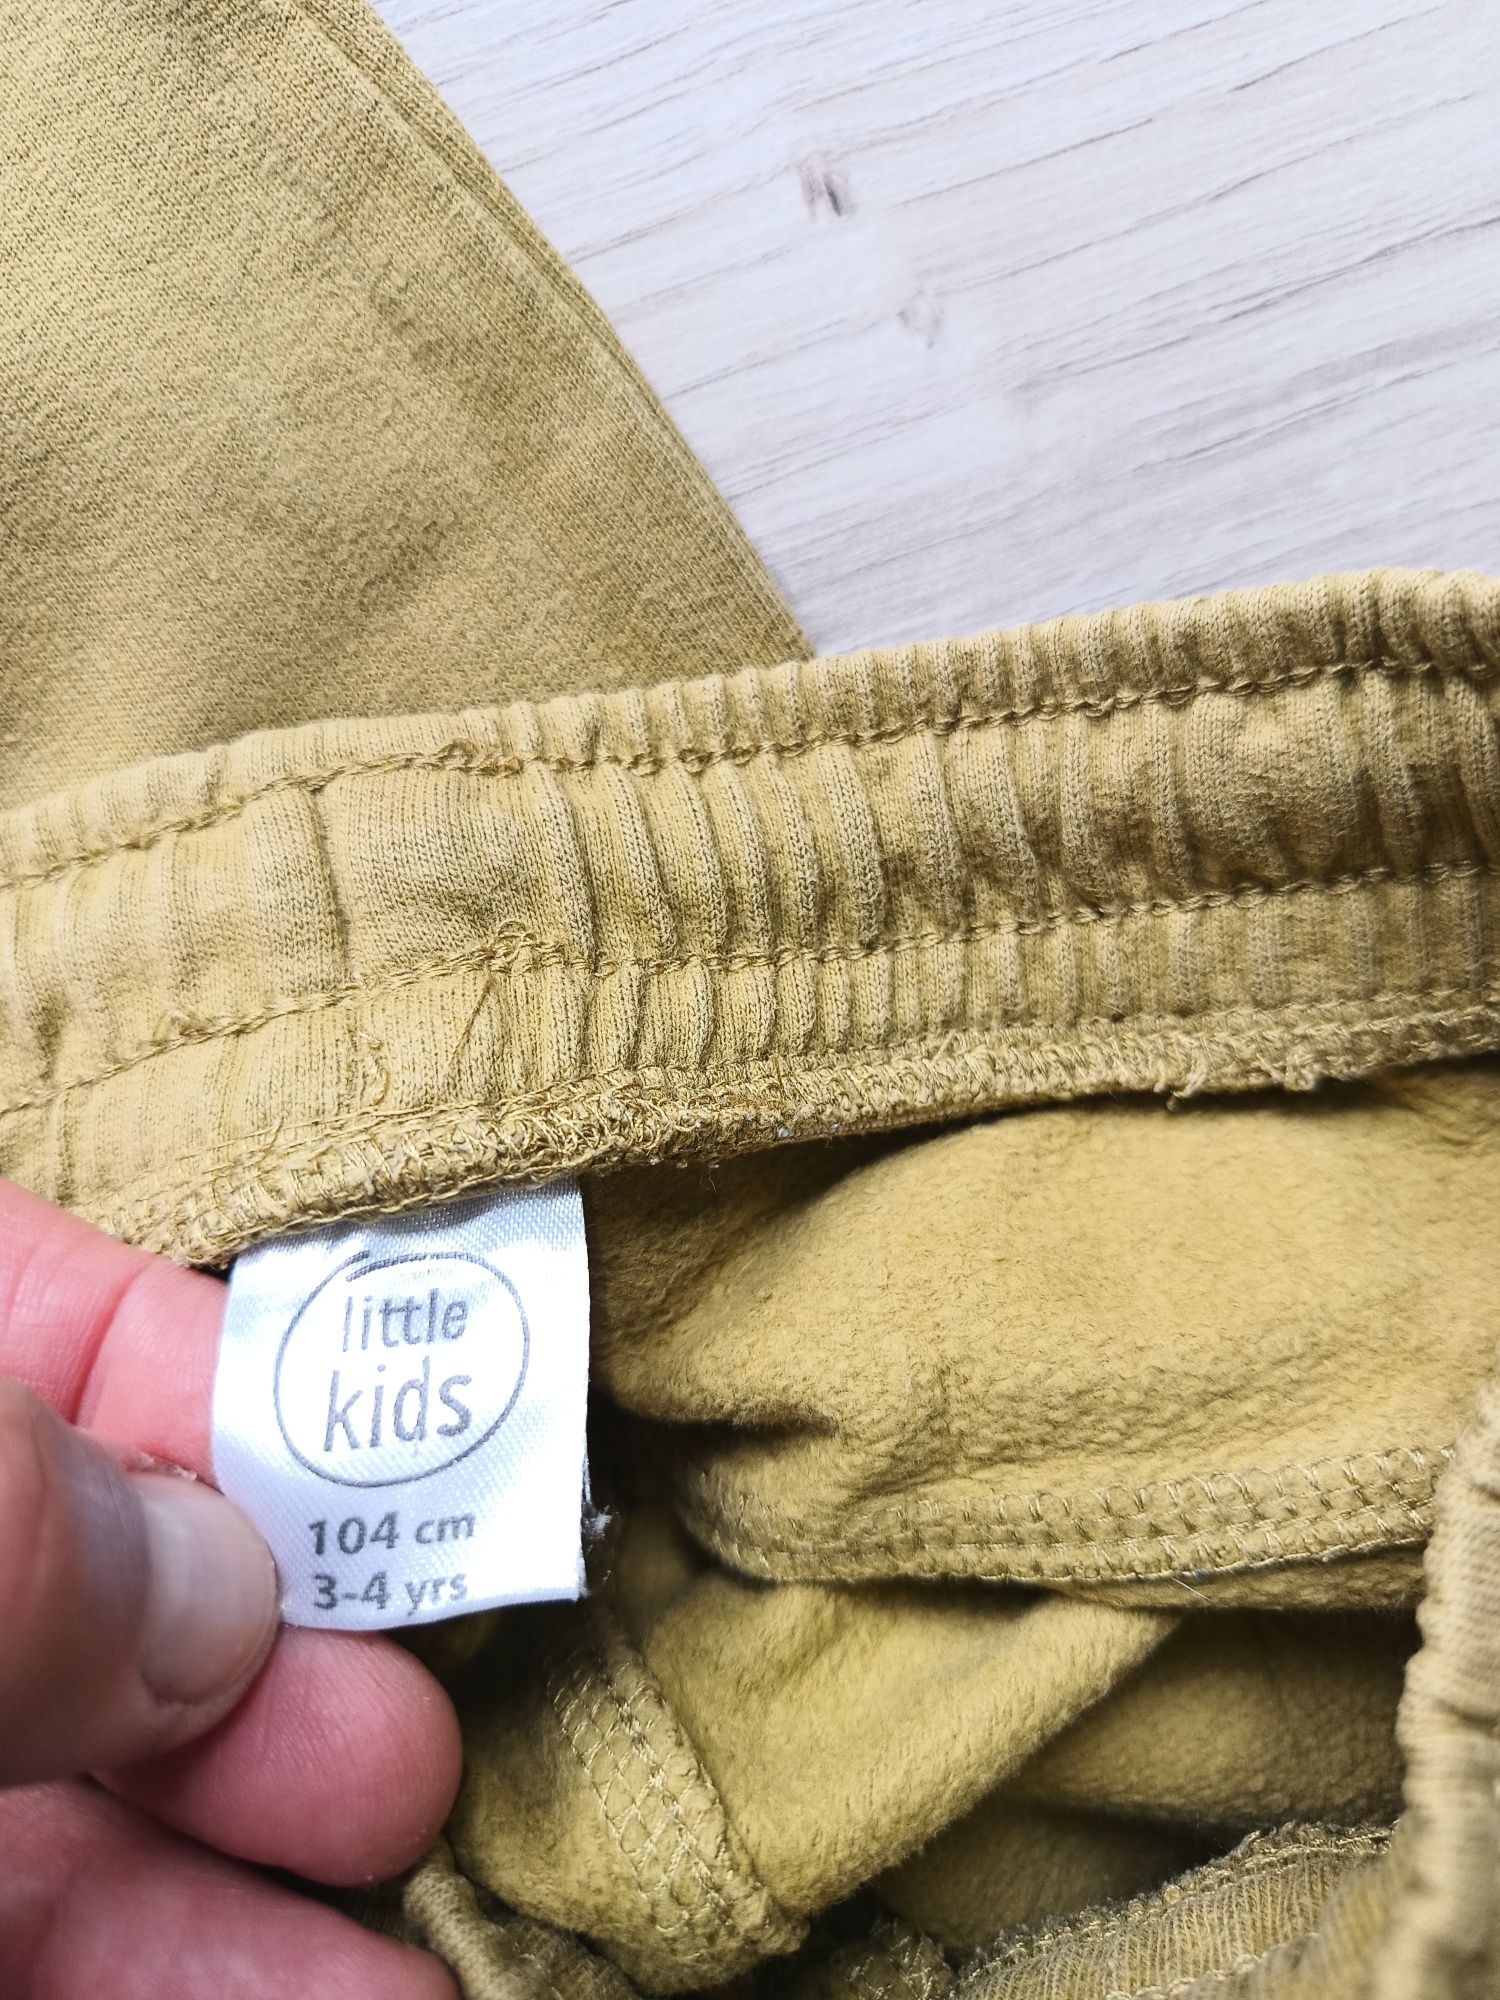 little
kids
104 cm
3-4 yrs